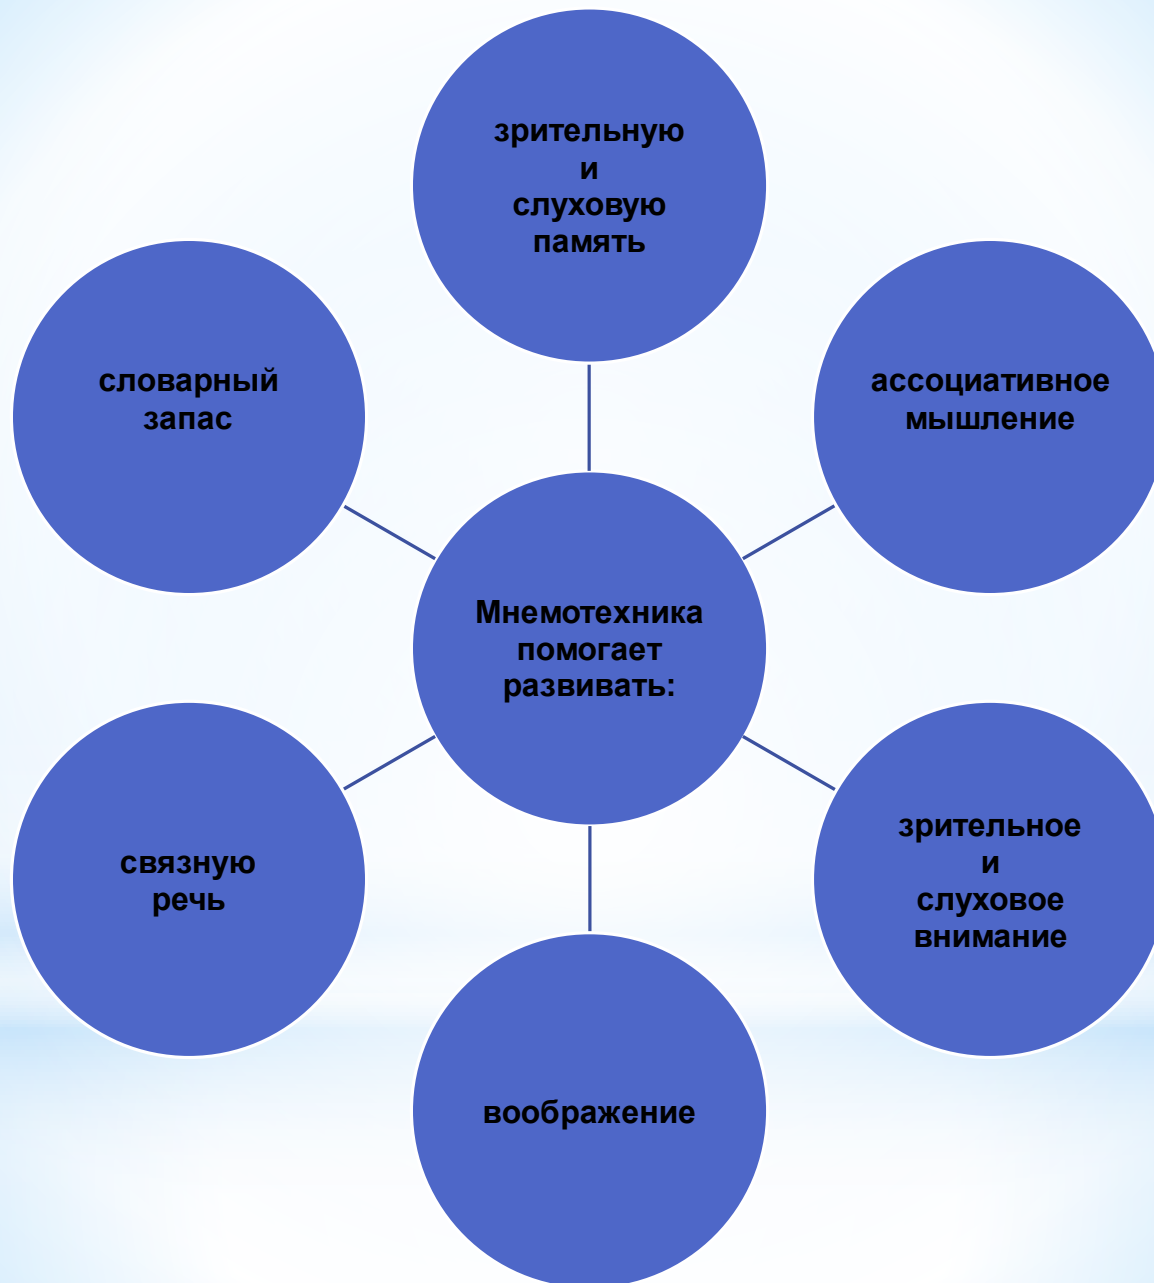 зрительную
и
слуховую
память
словарный
запас
ассоциативное
мышление
Мнемотехника
помогает
развивать:
связную
речь
зрительное
и
слуховое
внимание
воображение